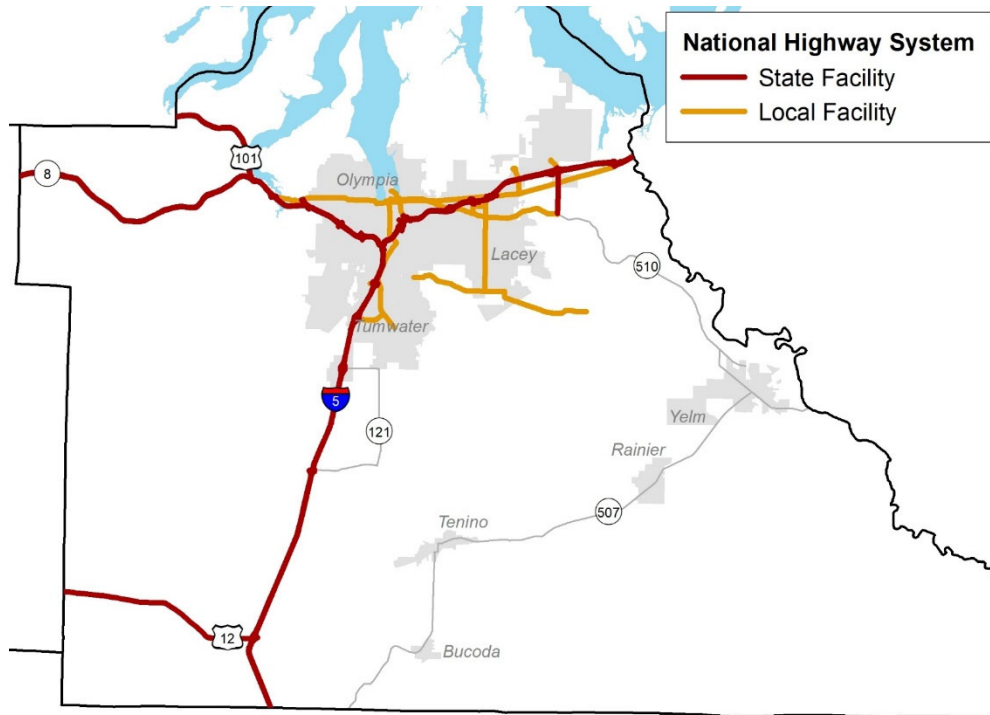 National Highway System
State Facility
Local Facility
101
8
Olympia
Lacey
510
Tumwater
5
121
Yelm
Rainier
507
Tenino
12
Bucoda